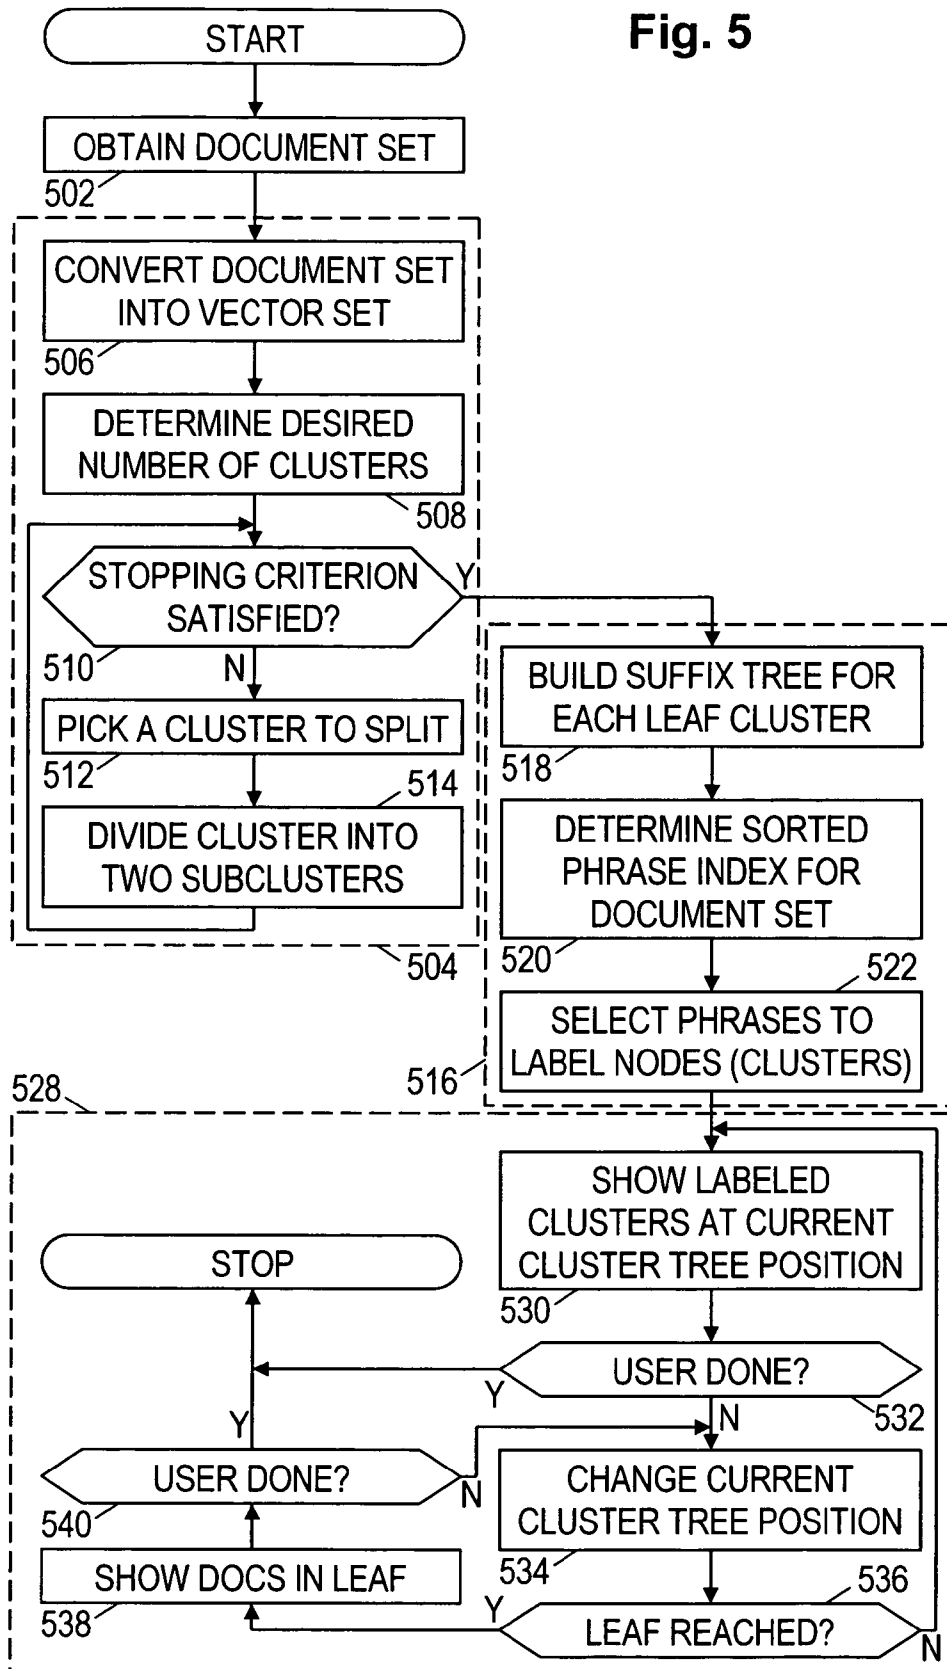 Fig. 5
START
OBTAIN DOCUMENT SET
502
CONVERT DOCUMENT SET
INTO VECTOR SET
506
DETERMINE DESIRED
NUMBER OF CLUSTERS
508
STOPPING CRITERION
SATISFIED?
Y
510
N
PICK A CLUSTER TO SPLIT
512
514
DIVIDE CLUSTER INTO
TWO SUBCLUSTERS
504
BUILD SUFFIX TREE FOR
EACH LEAF CLUSTER
518
DETERMINE SORTED
PHRASE INDEX FOR
DOCUMENT SET
520
522
SELECT PHRASES TO
LABEL NODES (CLUSTERS)
516
528
SHOW LABELED
CLUSTERS AT CURRENT
CLUSTER TREE POSITION
530
STOP
USER DONE?
Y
532
N
CHANGE CURRENT
CLUSTER TREE POSITION
534
536
LEAF REACHED?
Y
N
SHOW DOCS IN LEAF
538
USER DONE?
540
Y
N